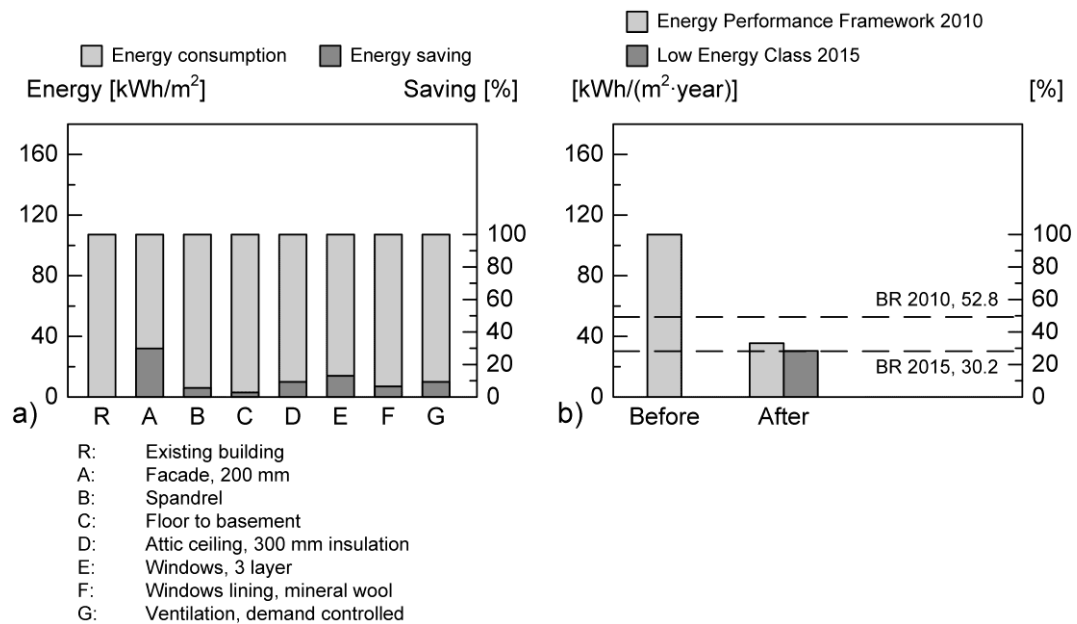 Energy consumption
Energy saving
Energy [kWh/m²]
Saving [%]
160
120
80
40
0
100
80
60
40
20
0
a)
R A B C D E F G
R: Existing building
A: Facade, 200 mm
B: Spandrel
C: Floor to basement
D: Attic ceiling, 300 mm insulation
E: Windows, 3 layer
F: Windows lining, mineral wool
G: Ventilation, demand controlled
Energy Performance Framework 2010
Low Energy Class 2015
[kWh/(m²·year)]
[%]
160
120
80
40
0
BR 2010, 52.8
BR 2015, 30.2
100
80
60
40
20
0
b)
Before After